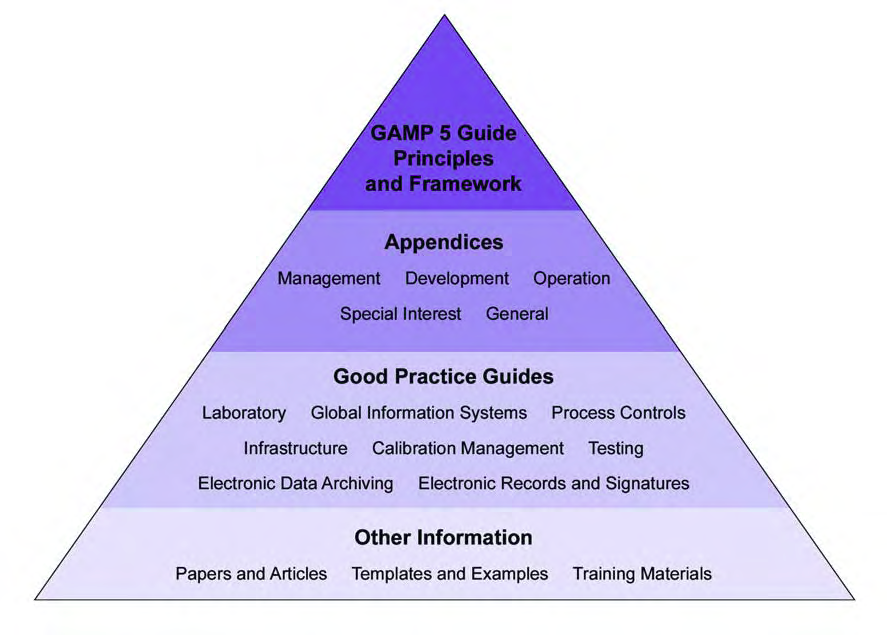 GAMP 5 Guide
Principles
and Framework
Appendices
Management Development Operation
Special Interest General
Good Practice Guides
Laboratory Global Information Systems Process Controls
Infrastructure Calibration Management Testing
Electronic Data Archiving Electronic Records and Signatures
Other Information
Papers and Articles Templates and Examples Training Materials